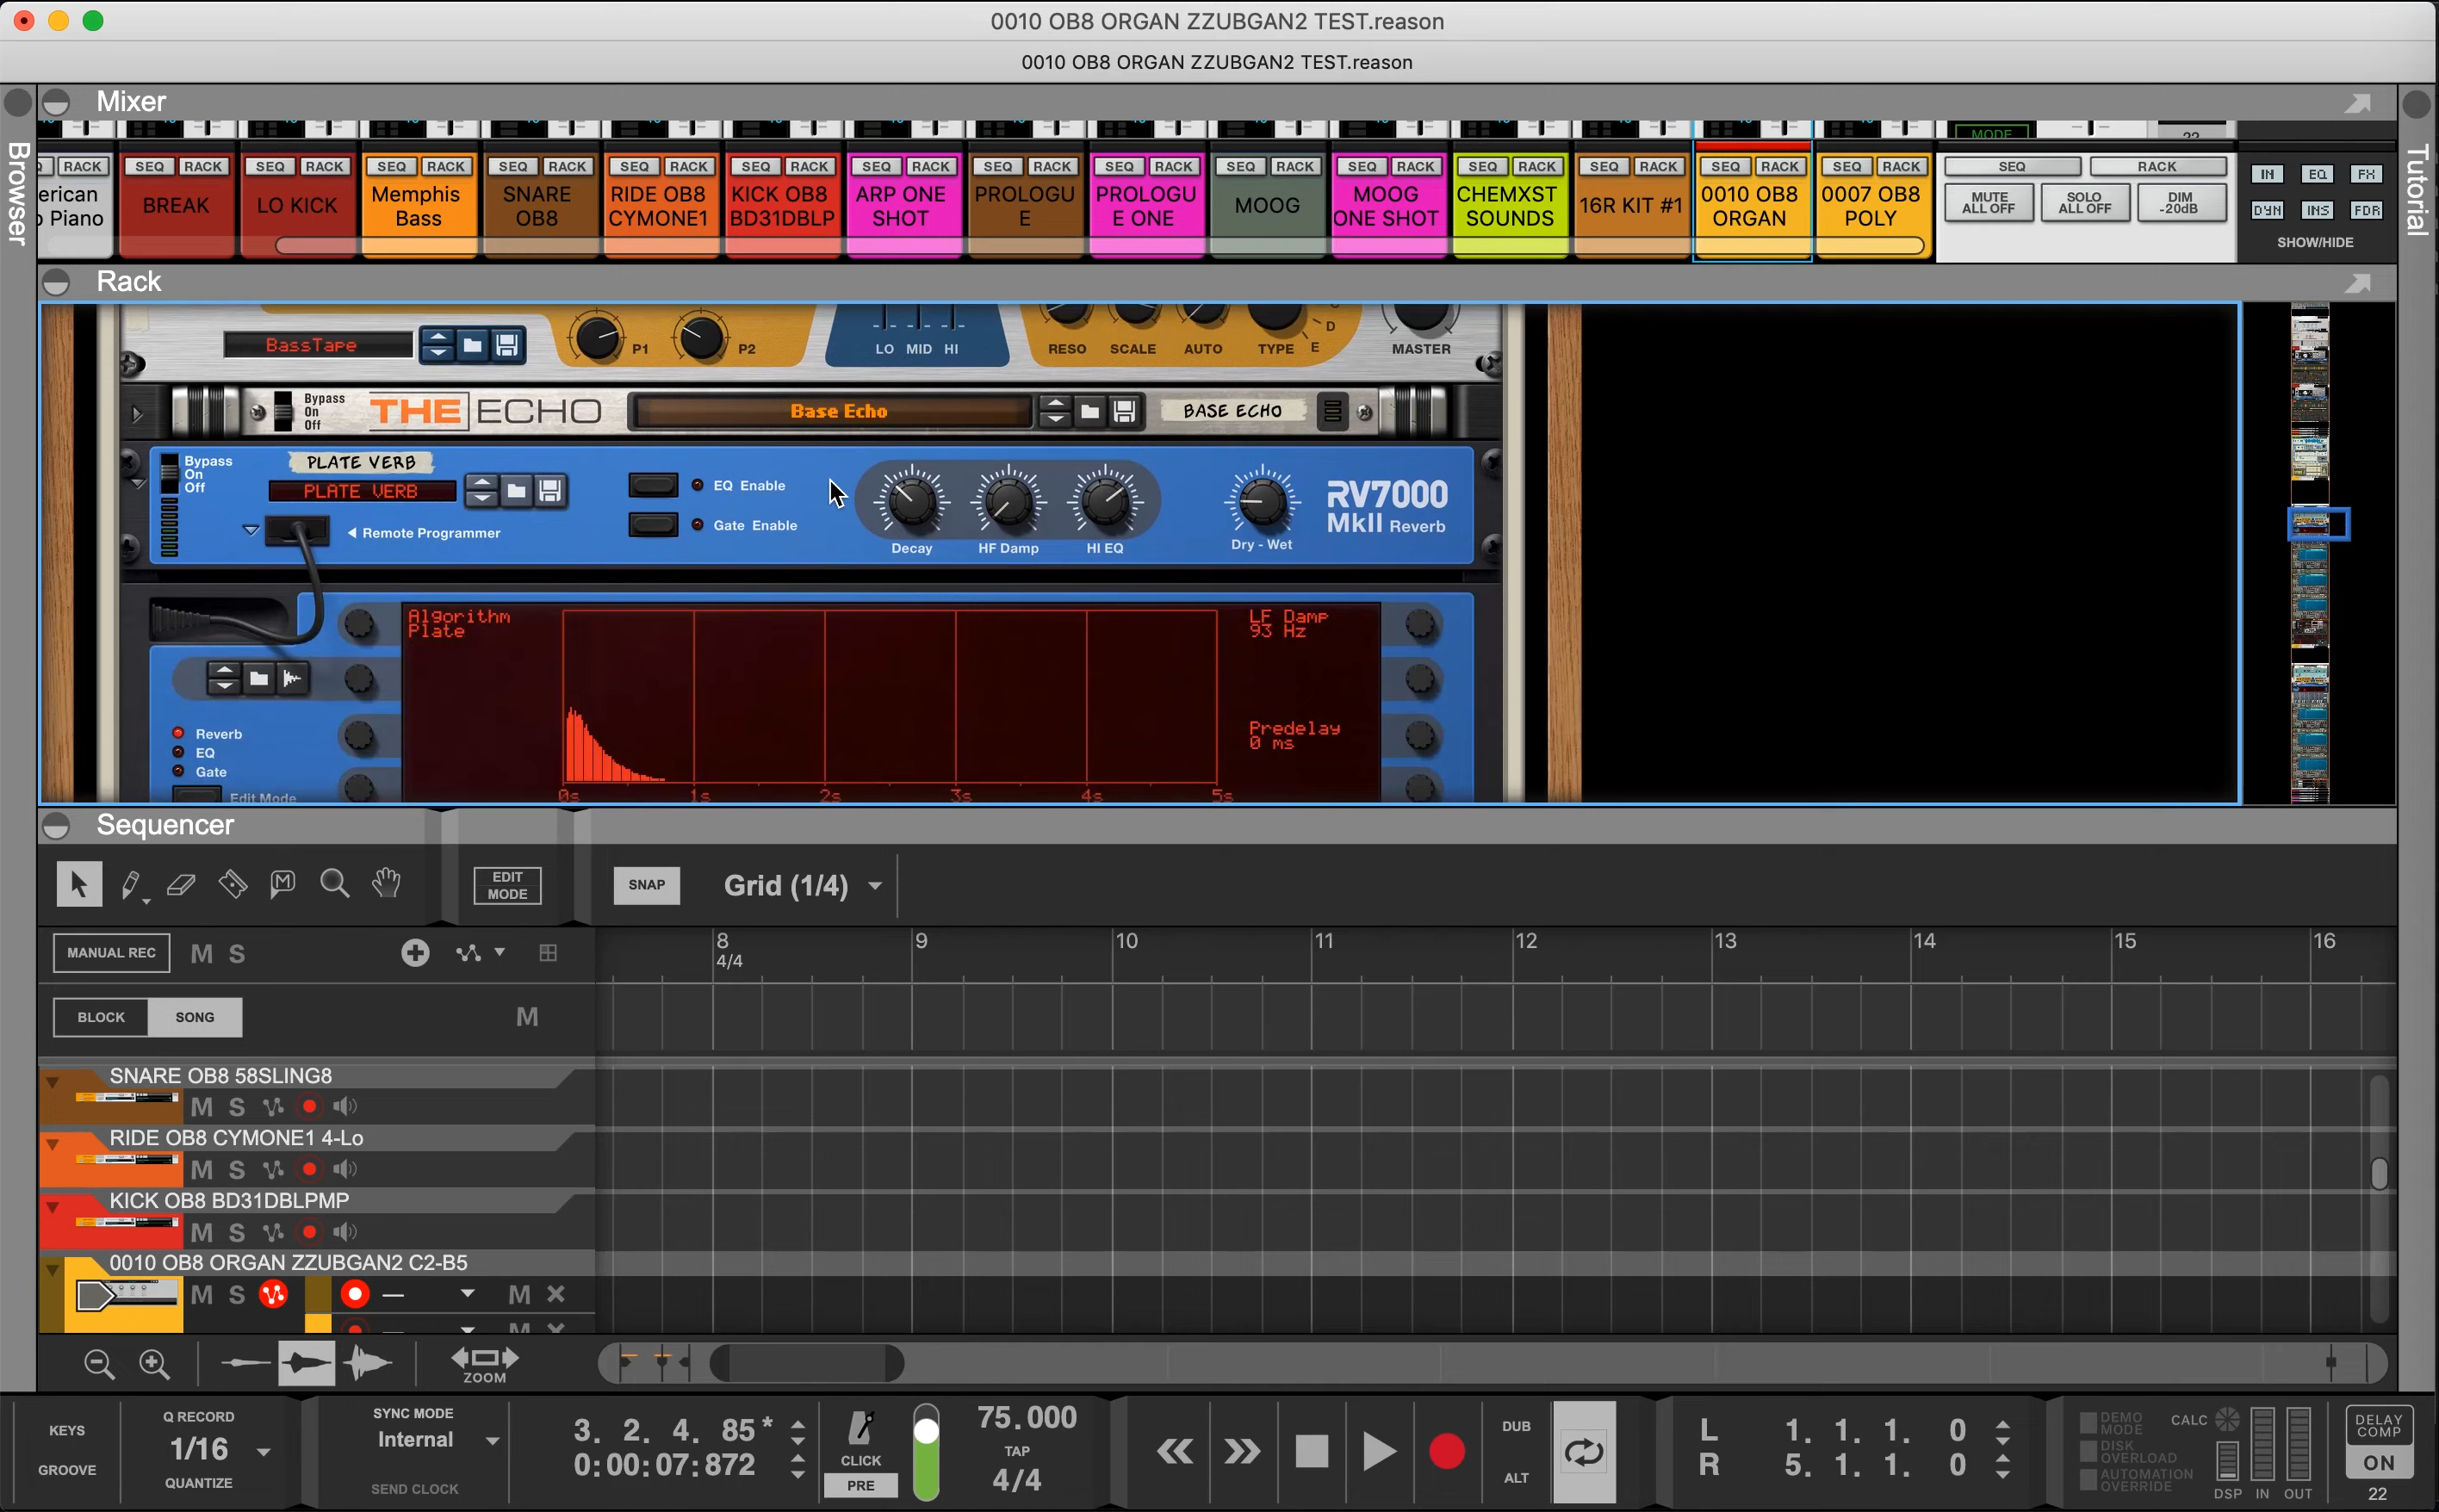 0010 OB8 ORGAN ZZUBGAN2 TEST.reason
0010 OB8 ORGAN ZZUBGAN2 TEST.reason
Browser
Mixer
Tutorial
MODE
22
RACK SEQ RACK SEQ RACK SEQ RACK SEQ RACK SEQ RACK SEQ RACK SEQ RACK SEQ RACK SEQ RACK SEQ RACK SEQ RACK SEQ RACK SEQ RACK SEQ RACK SEQ RACK SEQ RACK
erican
Piano
BREAK
LO KICK
Memphis
Bass
SNARE
OB8
RIDE OB8
CYMONE1
KICK OB8
BD31DBLP
ARP ONE
SHOT
PROLOGU
E
PROLOGU
E ONE
MOOG
MOOG
ONE SHOT
CHEMXST
SOUNDS
16R KIT #1
0010 OB8
ORGAN
0007 OB8
POLY
MUTE
ALL OFF
SOLO
ALL OFF
DIM
-20dB
IN EQ FX
DYN INS FDR
SHOW/HIDE
Rack
BassTape
P1 P2
LO MID HI
RESO SCALE AUTO TYPE
D
E
MASTER
Bypass
On
Off
THE ECHO
Base Echo
BASE ECHO
Bypass
On
Off
PLATE VERB
PLATE VERB
Remote Programmer
EQ Enable
Gate Enable
Decay HF Damp HI EQ
Dry - Wet
RV7000
MkII Reverb
Algorithm
Plate
LF Damp
93 Hz
Predelay
0 ms
Reverb
EQ
Gate
Edit Mode
0s 1s 2s 3s 4s 5s
Sequencer
EDIT
MODE
SNAP
Grid (1/4)
MANUAL REC M S
8 9 10 11 12 13 14 15 16
4/4
BLOCK SONG M
SNARE OB8 58SLING8
M S
RIDE OB8 CYMONE1 4-Lo
M S
KICK OB8 BD31DBLPMP
M S
0010 OB8 ORGAN ZZUBGAN2 C2-B5
M S — M
M
ZOOM
KEYS
GROOVE
Q RECORD
1/16
QUANTIZE
SYNC MODE
Internal
SEND CLOCK
3. 2. 4. 85 *
0:00:07:872
CLICK
PRE
75.000
TAP
4/4
DUB
ALT
L 1. 1. 1. 0
R 5. 1. 1. 0
DEMO
MODE
DISK
OVERLOAD
AUTOMATION
OVERRIDE
CALC
DSP IN OUT
DELAY
COMP
ON
22